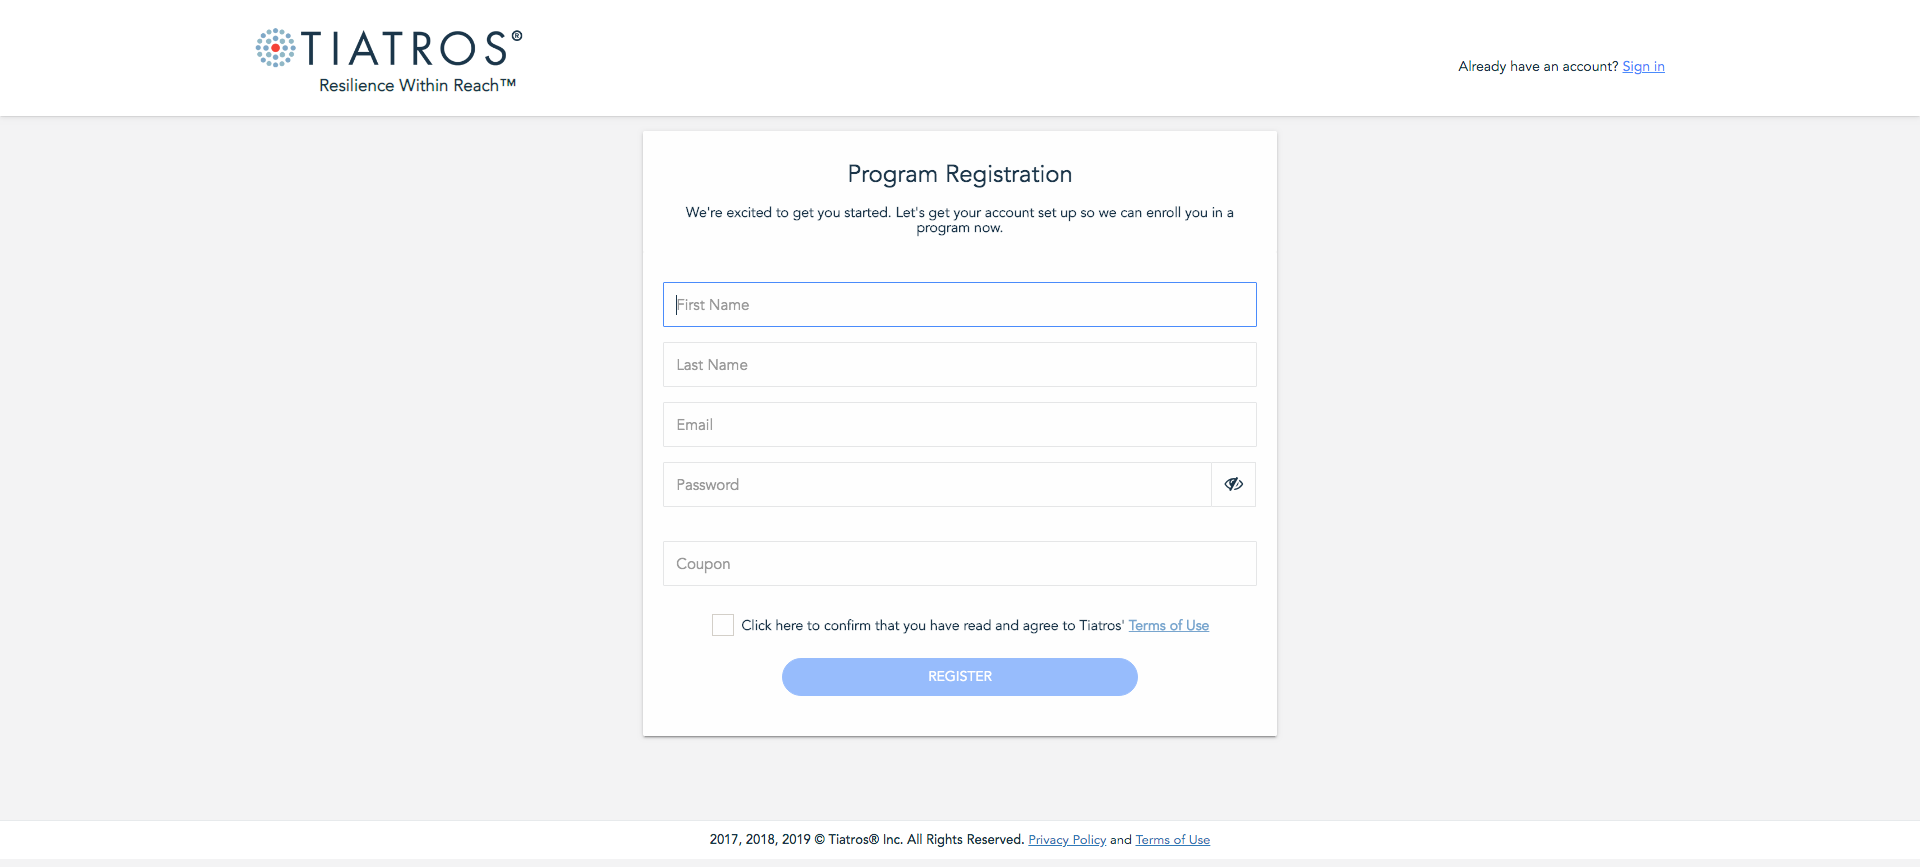 TIATROS®
Resilience Within Reach™
Already have an account? Sign in
Program Registration
We're excited to get you started. Let's get your account set up so we can enroll you in a
program now.
First Name
Last Name
Email
Password
Coupon
Click here to confirm that you have read and agree to Tiatros' Terms of Use
REGISTER
2017, 2018, 2019 © Tiatros® Inc. All Rights Reserved. Privacy Policy and Terms of Use